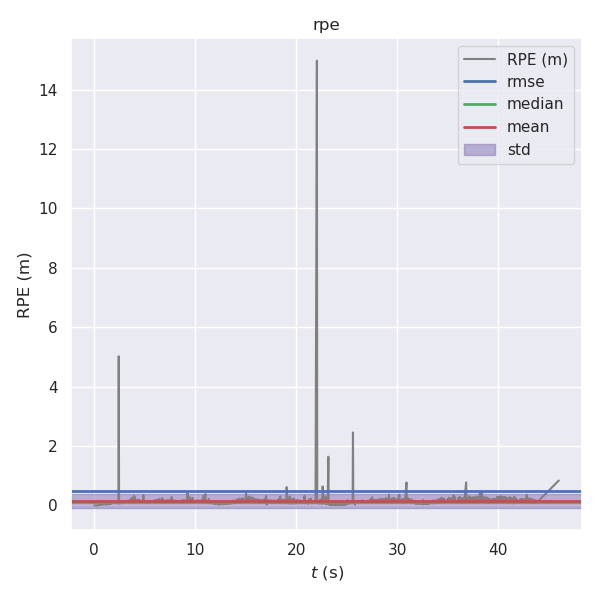 rpe
RPE (m)
rmse
median
mean
std
14
12
10
8
6
4
2
0
RPE (m)
0 10 20 30 40
t (s)